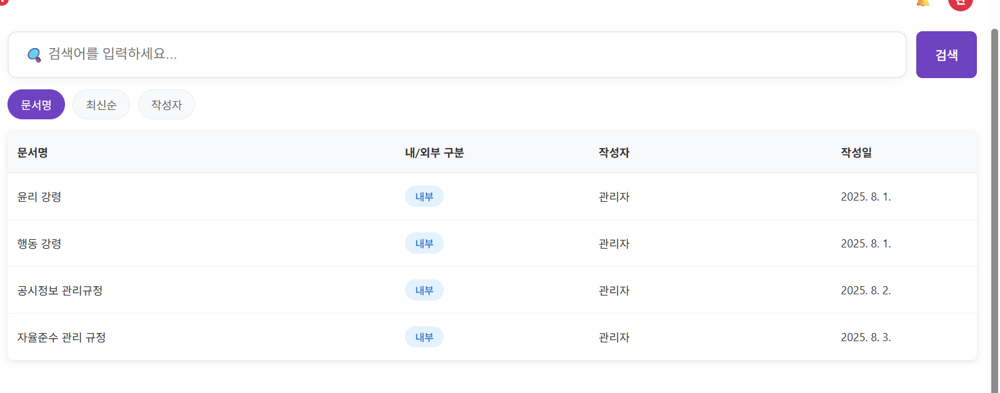 검색어를 입력하세요...
검색
문서명 최신순 작성자
문서명 내/외부 구분 작성자 작성일
윤리 강령 내부 관리자 2025. 8. 1.
행동 강령 내부 관리자 2025. 8. 1.
공시정보 관리규정 내부 관리자 2025. 8. 2.
자율준수 관리 규정 내부 관리자 2025. 8. 3.